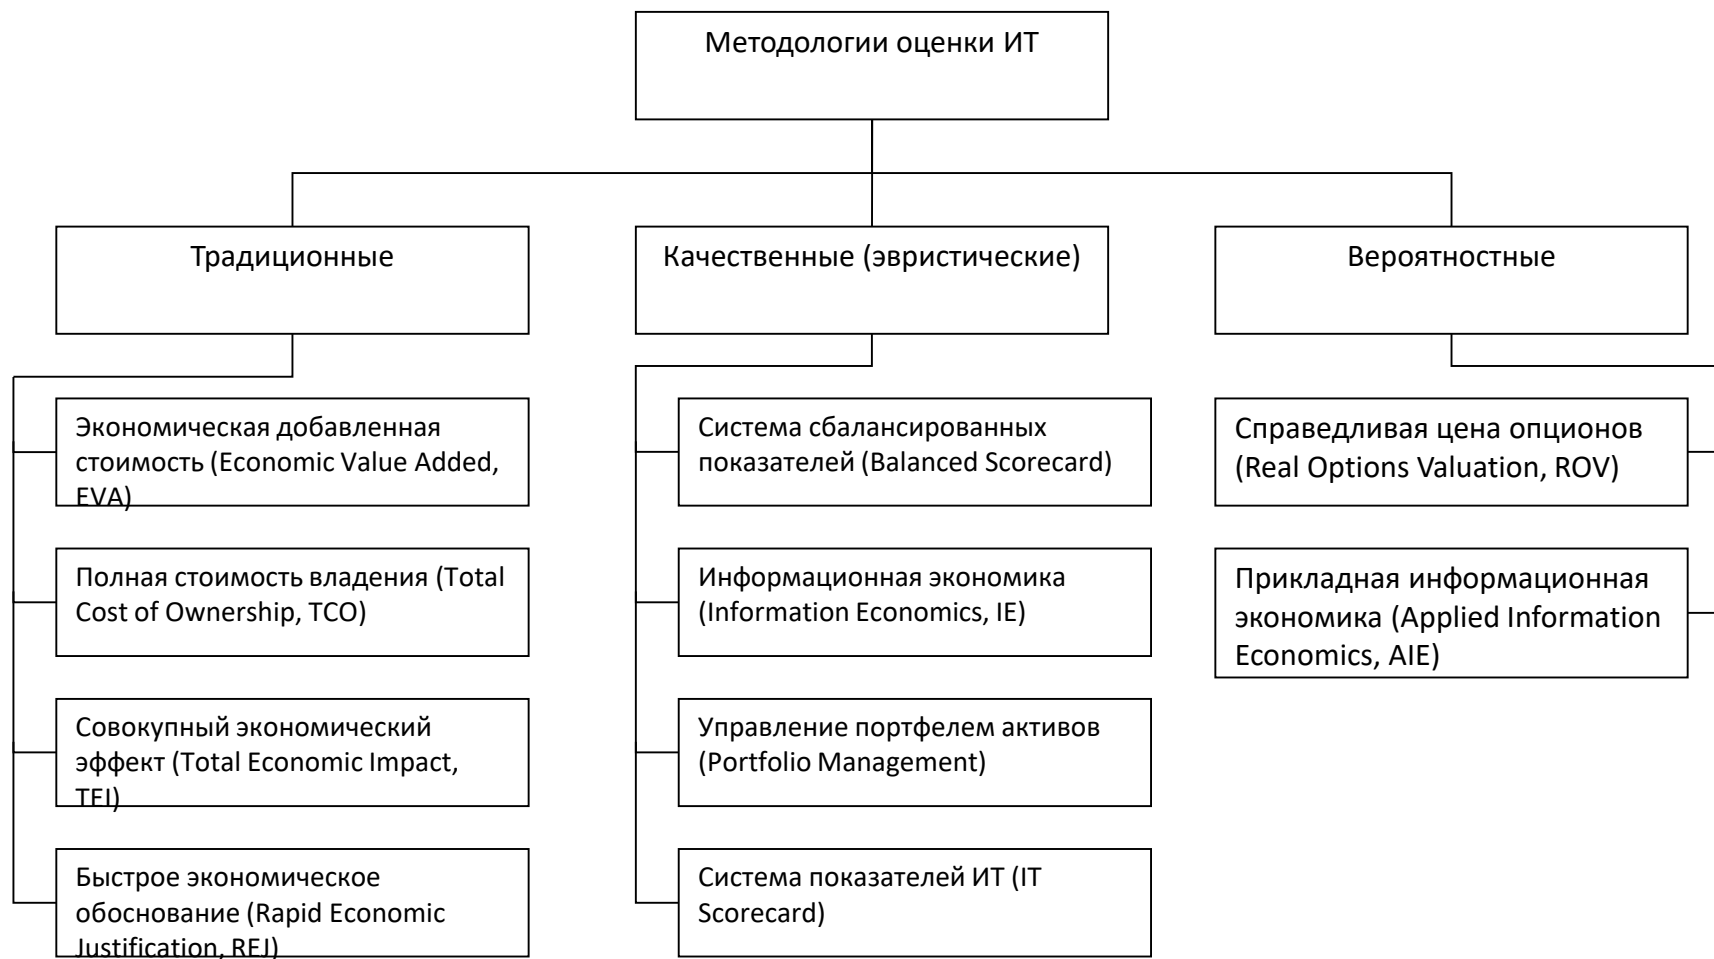 Методологии оценки ИТ
Традиционные
Качественные (эвристические)
Вероятностные
Экономическая добавленная
стоимость (Economic Value Added,
EVA)
Полная стоимость владения (Total
Cost of Ownership, TCO)
Совокупный экономический
эффект (Total Economic Impact,
TEI)
Быстрое экономическое
обоснование (Rapid Economic
Justification, REJ)
Система сбалансированных
показателей (Balanced Scorecard)
Информационная экономика
(Information Economics, IE)
Управление портфелем активов
(Portfolio Management)
Система показателей ИТ (IT
Scorecard)
Справедливая цена опционов
(Real Options Valuation, ROV)
Прикладная информационная
экономика (Applied Information
Economics, AIE)